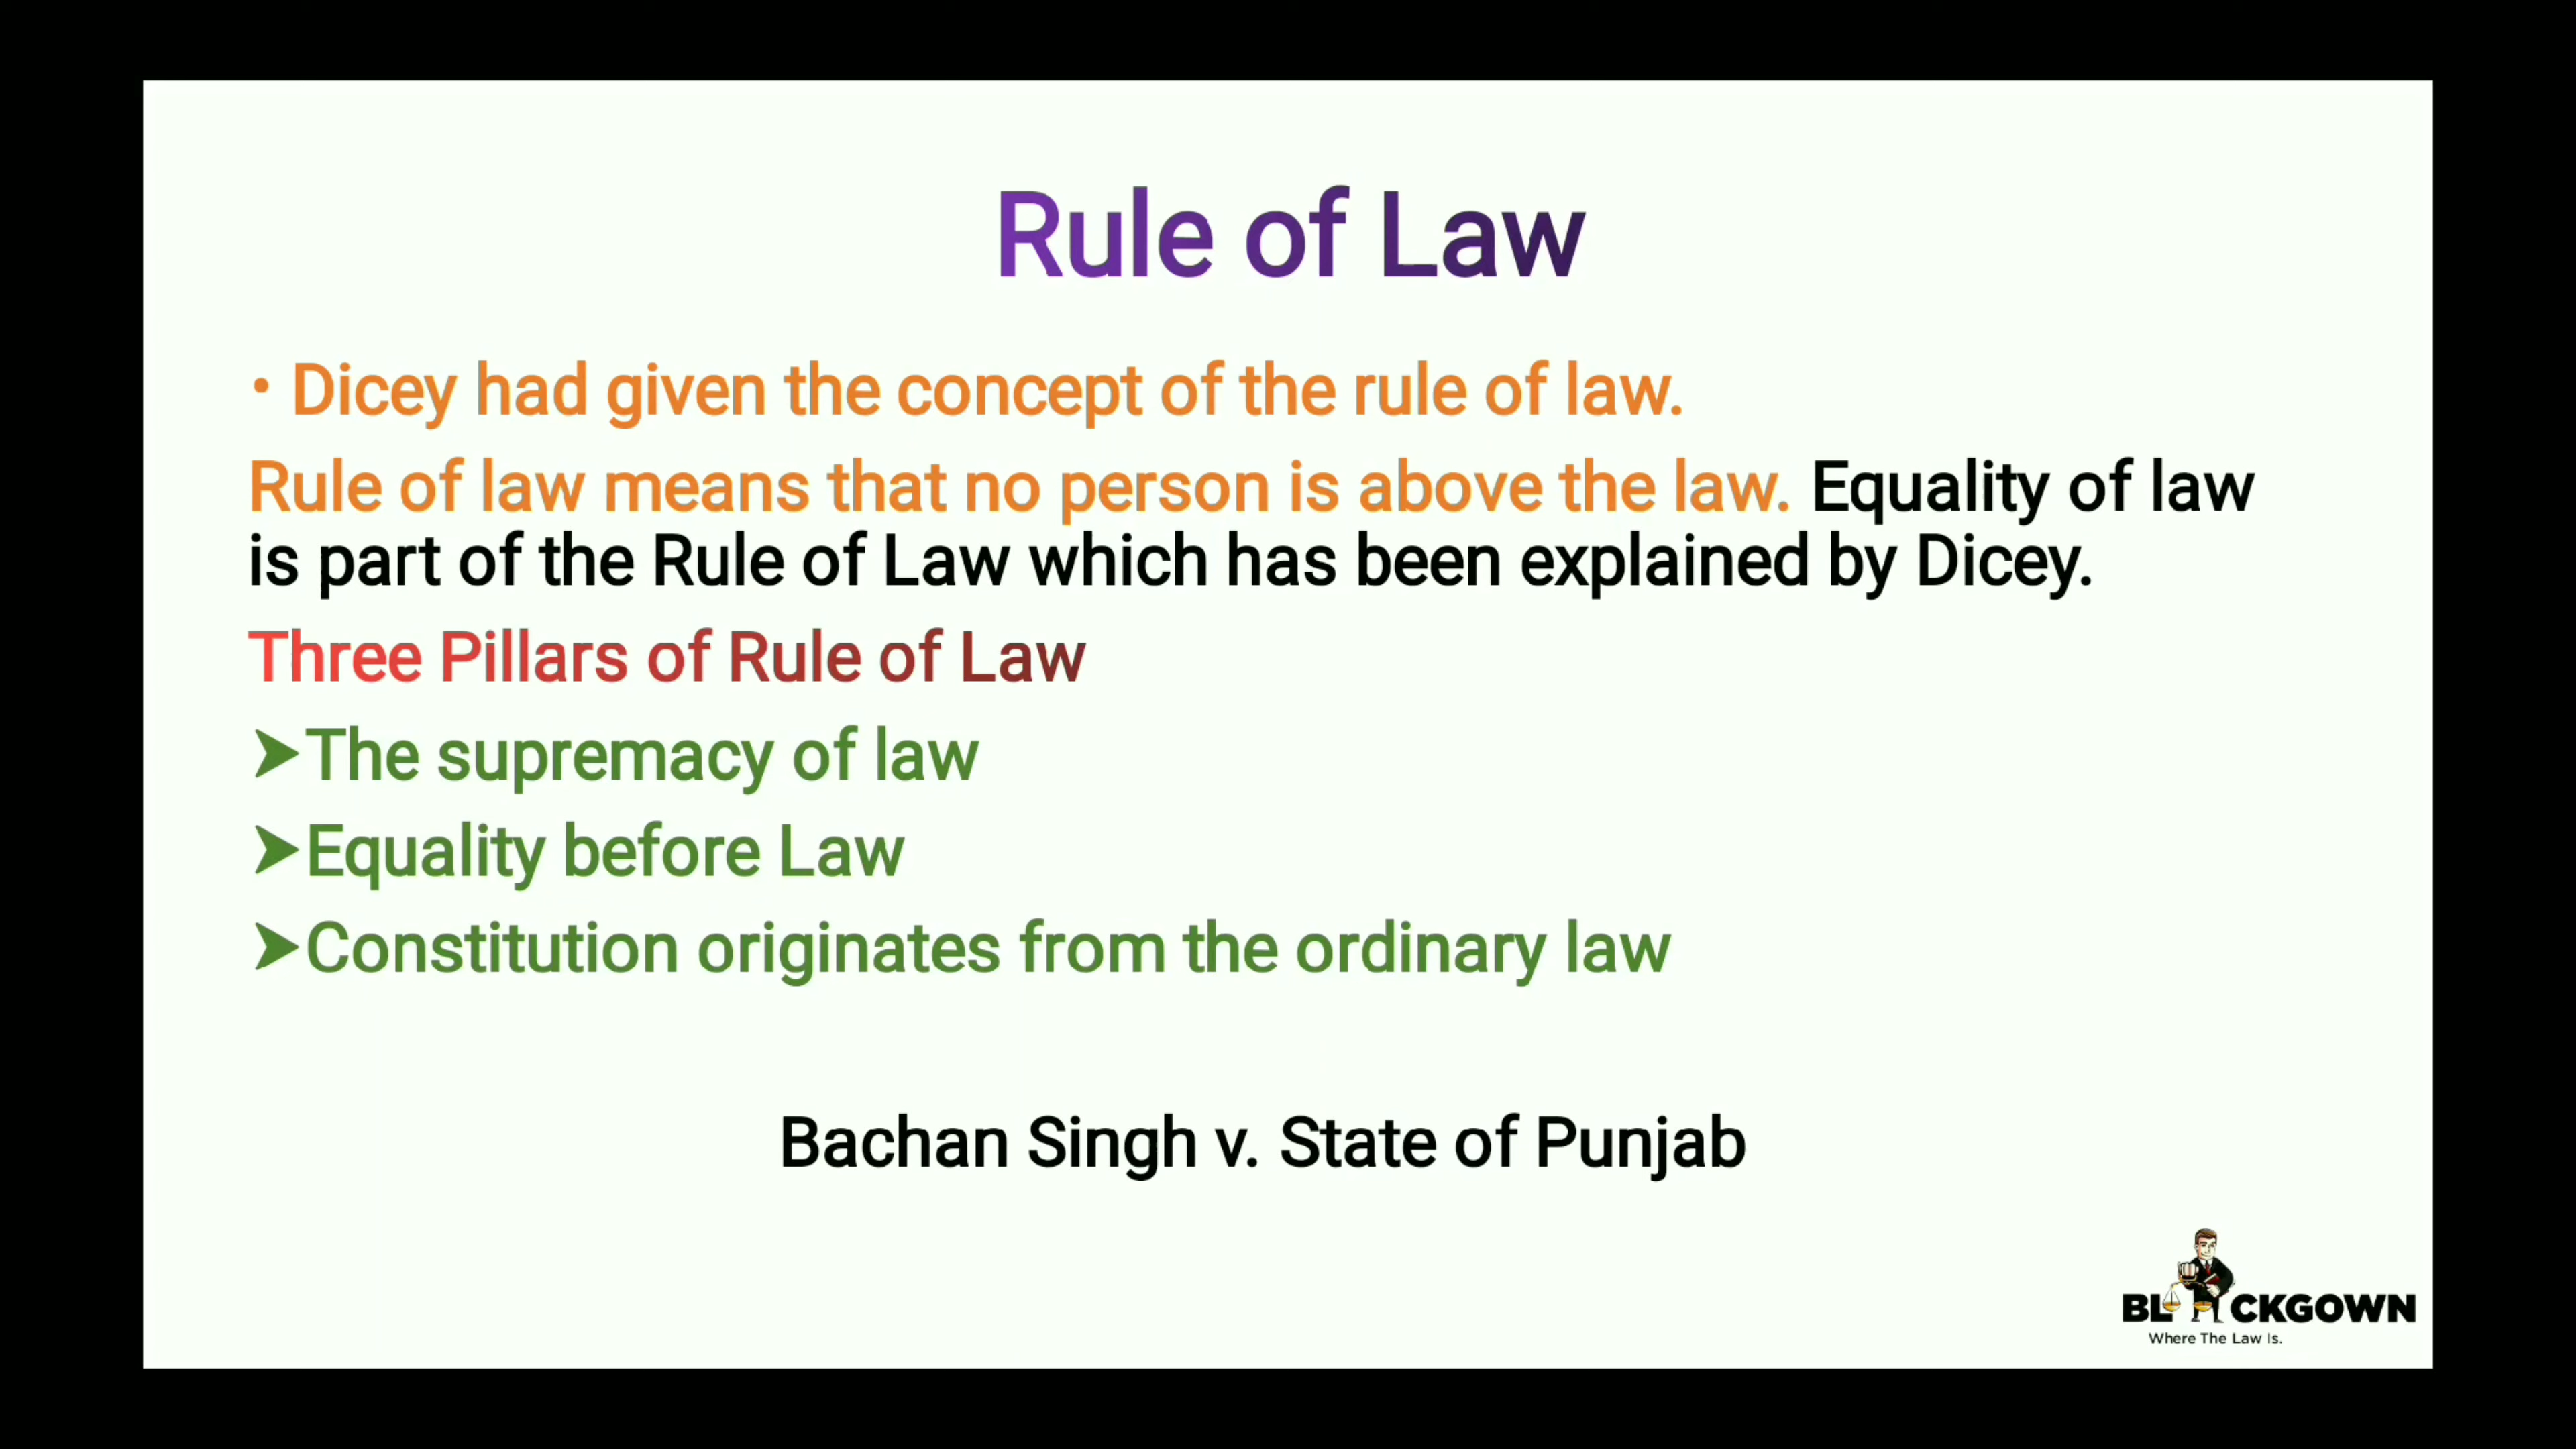 Rule of Law
• Dicey had given the concept of the rule of law.
Rule of law means that no person is above the law. Equality of law
is part of the Rule of Law which has been explained by Dicey.
Three Pillars of Rule of Law
➤The supremacy of law
➤Equality before Law
➤Constitution originates from the ordinary law
Bachan Singh v. State of Punjab
BLACKGOWN
Where The Law Is.